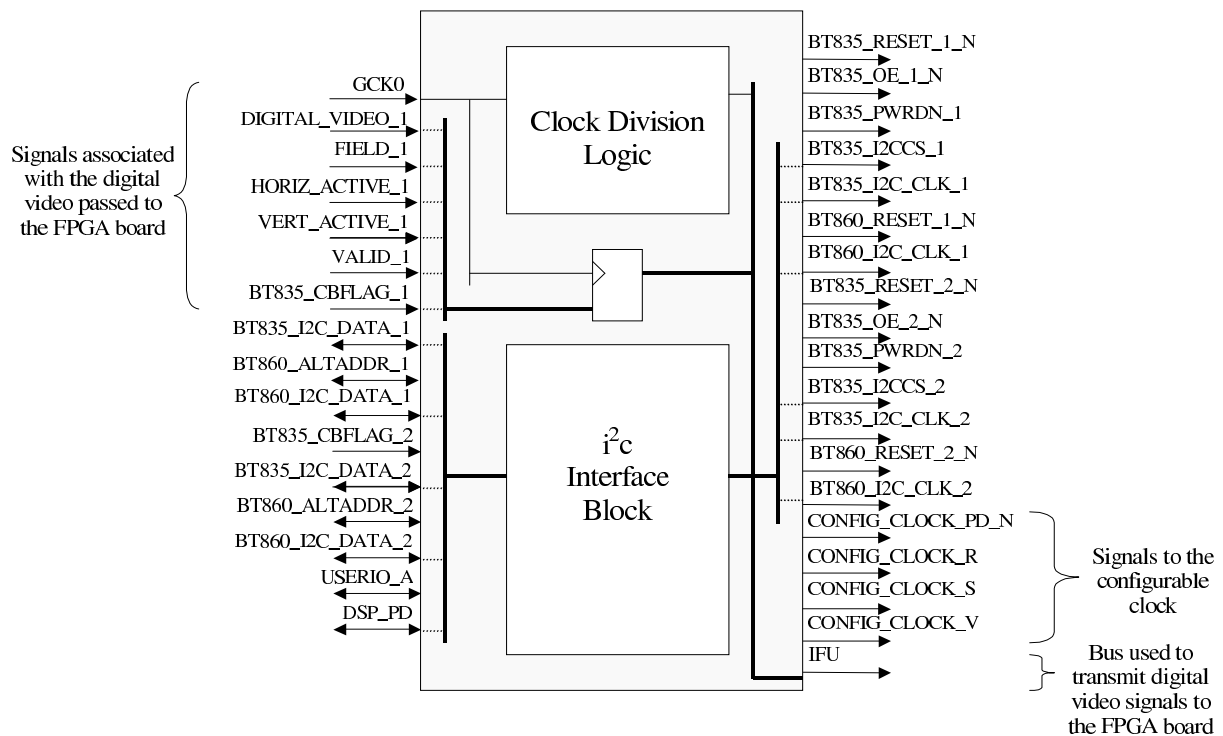 GCK0
DIGITAL_VIDEO_1
FIELD_1
HORIZ_ACTIVE_1
VERT_ACTIVE_1
VALID_1
BT835_CBFLAG_1
BT835_I2C_DATA_1
BT860_ALTADDR_1
BT860_I2C_DATA_1
BT835_CBFLAG_2
BT835_I2C_DATA_2
BT860_ALTADDR_2
BT860_I2C_DATA_2
USERIO_A
DSP_PD
Signals associated
with the digital
video passed to
the FPGA board
Clock Division
Logic
i²c
Interface
Block
BT835_RESET_1_N
BT835_OE_1_N
BT835_PWRDN_1
BT835_I2CCS_1
BT835_I2C_CLK_1
BT860_RESET_1_N
BT860_I2C_CLK_1
BT835_RESET_2_N
BT835_OE_2_N
BT835_PWRDN_2
BT835_I2CCS_2
BT835_I2C_CLK_2
BT860_RESET_2_N
BT860_I2C_CLK_2
CONFIG_CLOCK_PD_N
CONFIG_CLOCK_R
CONFIG_CLOCK_S
CONFIG_CLOCK_V
IFU
Signals to the
configurable
clock
Bus used to
transmit digital
video signals to
the FPGA board